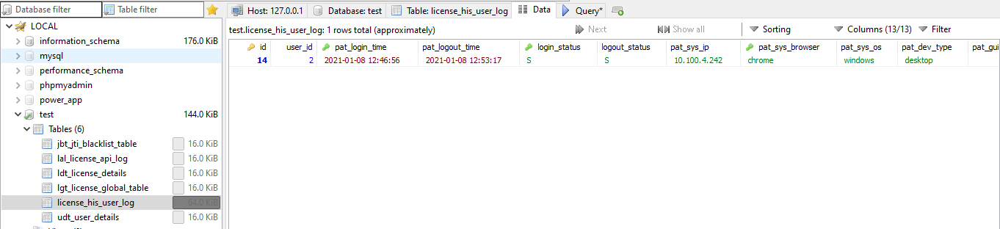 Database filter Table filter
Host: 127.0.0.1 Database: test Table: license_his_user_log Data Query*
LOCAL
information_schema 176.0 KiB
mysql
performance_schema
phpmyadmin
power_app
test 144.0 KiB
Tables (6)
jbt_jti_blacklist_table 16.0 KiB
lal_license_api_log 16.0 KiB
ldt_license_details 16.0 KiB
lgt_license_global_table 16.0 KiB
license_his_user_log 64.0 KiB
udt_user_details 16.0 KiB
test.license_his_user_log: 1 rows total (approximately) Next Show all Sorting Columns (13/13) Filter
id user_id pat_login_time pat_logout_time login_status logout_status pat_sys_ip pat_sys_browser pat_sys_os pat_dev_type pat_gui
14 2 2021-01-08 12:46:56 2021-01-08 12:53:17 S S 10.100.4.242 chrome windows desktop